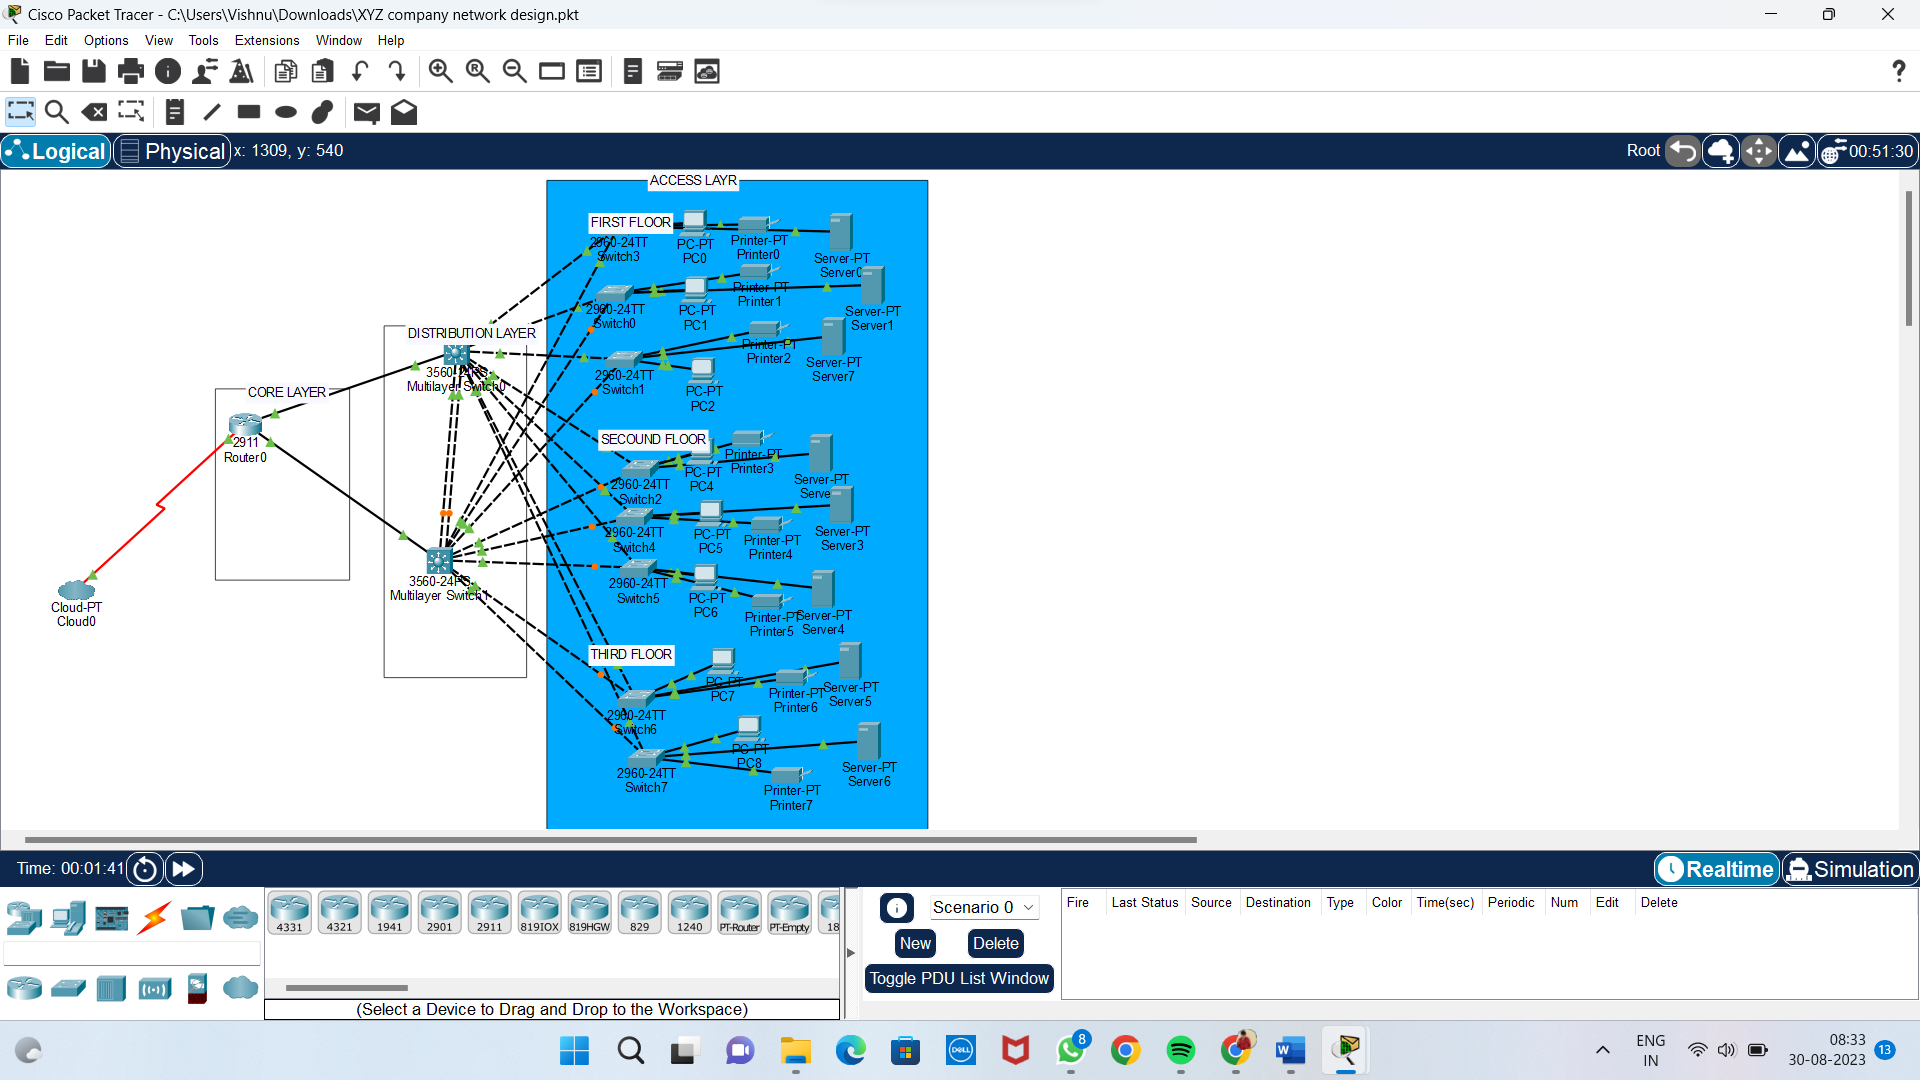 Cisco Packet Tracer - C:\Users\Vishnu\Downloads\XYZ company network design.pkt
File Edit Options View Tools Extensions Window Help
Logical Physical x: 1309, y: 540
Root 00:51:30
ACCESS LAYR
FIRST FLOOR
2960-24TT
Switch3
PC-PT
PC0
Printer-PT
Printer0
Server-PT
Server0
2960-24TT
Switch0
PC-PT
PC1
Printer-PT
Printer1
Server-PT
Server1
2960-24TT
Switch1
PC-PT
PC2
Printer-PT
Printer2
Server-PT
Server7
DISTRIBUTION LAYER
3560-24PS
Multilayer Switch0
CORE LAYER
2911
Router0
SECOUND FLOOR
2960-24TT
Switch2
PC-PT
PC4
Printer-PT
Printer3
Server-PT
2960-24TT
Switch4
PC-PT
PC5
Printer-PT
Printer4
Server-PT
Server3
2960-24TT
Switch5
PC-PT
PC6
Printer-PT
Printer5
Server-PT
Server4
3560-24PS
Multilayer Switch1
Cloud-PT
Cloud0
THIRD FLOOR
2960-24TT
Switch6
PC-PT
PC7
Printer-PT
Printer6
Server-PT
Server5
2960-24TT
Switch7
PC-PT
PC8
Printer-PT
Printer7
Server-PT
Server6
Time: 00:01:41
Realtime Simulation
4331 4321 1941 2901 2911 819IOX 819HGW 829 1240 PT-Router PT-Empty 18
(Select a Device to Drag and Drop to the Workspace)
Scenario 0
New Delete
Toggle PDU List Window
Fire Last Status Source Destination Type Color Time(sec) Periodic Num Edit Delete
DELL
8
W
ENG
IN
08:33
30-08-2023
13